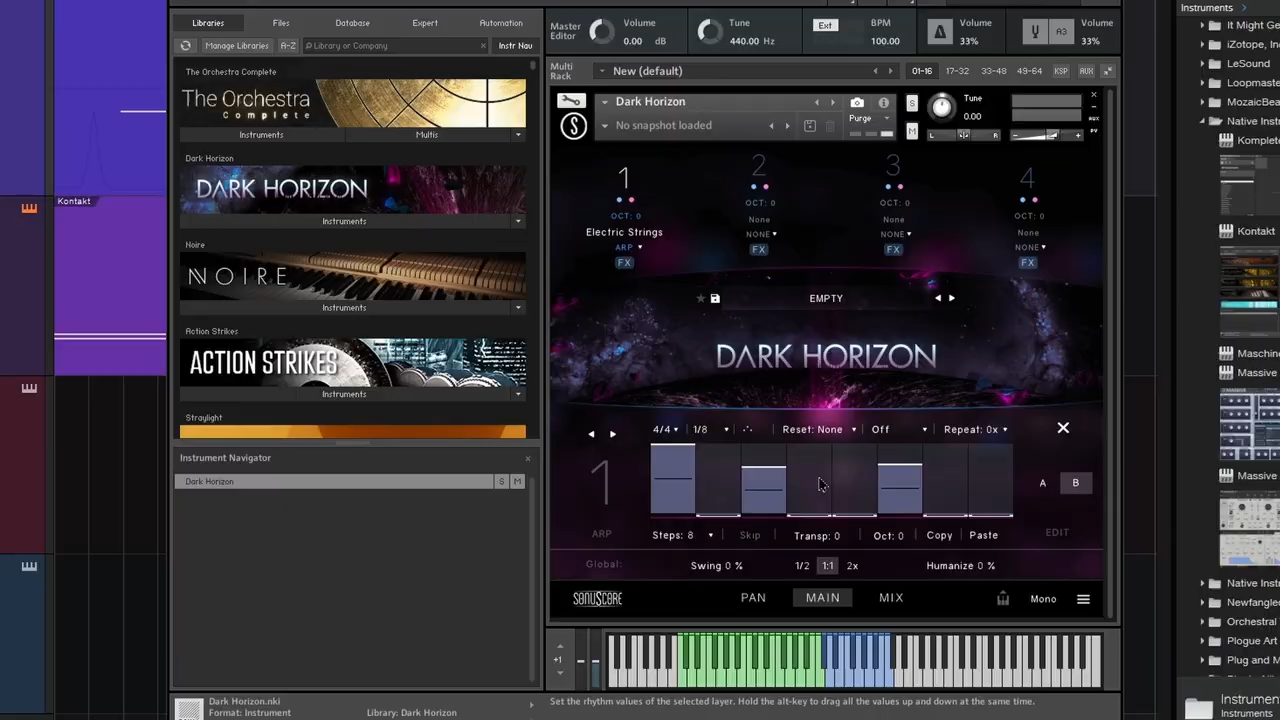 Libraries
Files
Database
Expert
Automation
Manage Libraries
A-Z
Library or Company
Instr Nav
The Orchestra Complete
The Orchestra
Complete
Instruments
Multis
Dark Horizon
DARK HORIZON
Instruments
Noire
NOIRE
Instruments
Action Strikes
ACTION STRIKES
Instruments
Straylight
Instrument Navigator
Dark Horizon
S
M
Dark Horizon.nki
Format: Instrument
Library: Dark Horizon
Kontakt
Master
Editor
Volume
0.00 dB
Tune
440.00 Hz
Ext
BPM
100.00
Volume
33%
A3
Volume
33%
Multi
Rack
New (default)
01-16
17-32
33-48
49-64
KSP
AUX
Dark Horizon
No snapshot loaded
Purge
S
M
Tune
0.00
L
R
AUX
PV
1
OCT: 0
Electric Strings
ARP
FX
2
OCT: 0
None
NONE
FX
3
OCT: 0
None
NONE
FX
4
OCT: 0
None
NONE
FX
EMPTY
DARK HORIZON
4/4
1/8
Reset: None
Off
Repeat: 0x
1
ARP
A
B
EDIT
Steps: 8
Skip
Transp: 0
Oct: 0
Copy
Paste
Global:
Swing 0 %
1/2
1:1
2x
Humanize 0 %
SONUSCORE
PAN
MAIN
MIX
Mono
+1
Set the rhythm values of the selected layer. Hold the alt-key to drag all the values up and down at the same time.
Instruments
It Might Ge
iZotope, In
LeSound
Loopmaste
MozaicBea
Native Inst
Komplete
Kontakt
Maschin
Massive
Massive
Native Inst
Newfangle
Orchestral
Plogue Art
Plug and M
Instrumen
Instruments